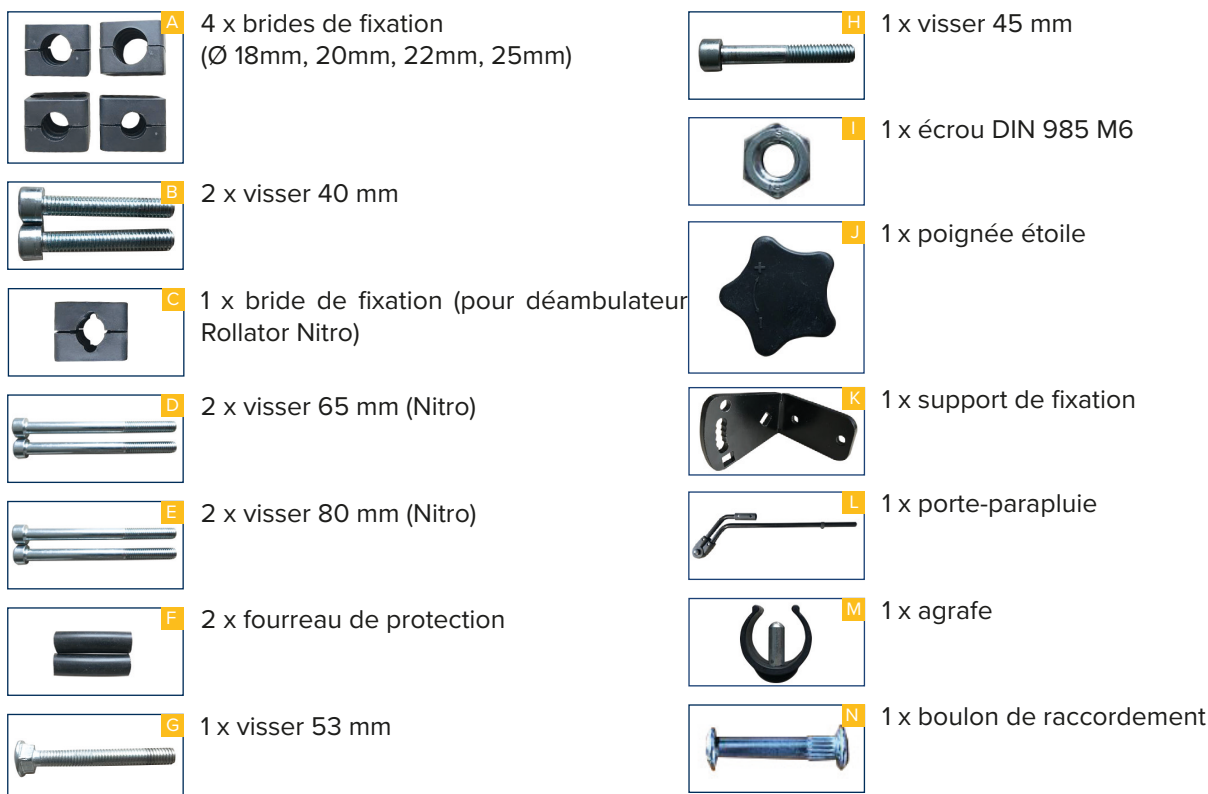 A
4 x brides de fixation
(Ø 18mm, 20mm, 22mm, 25mm)
B
2 x visser 40 mm
C
1 x bride de fixation (pour déambulateur
Rollator Nitro)
D
2 x visser 65 mm (Nitro)
E
2 x visser 80 mm (Nitro)
F
2 x fourreau de protection
G
1 x visser 53 mm
H
1 x visser 45 mm
I
1 x écrou DIN 985 M6
J
1 x poignée étoile
K
1 x support de fixation
L
1 x porte-parapluie
M
1 x agrafe
N
1 x boulon de raccordement